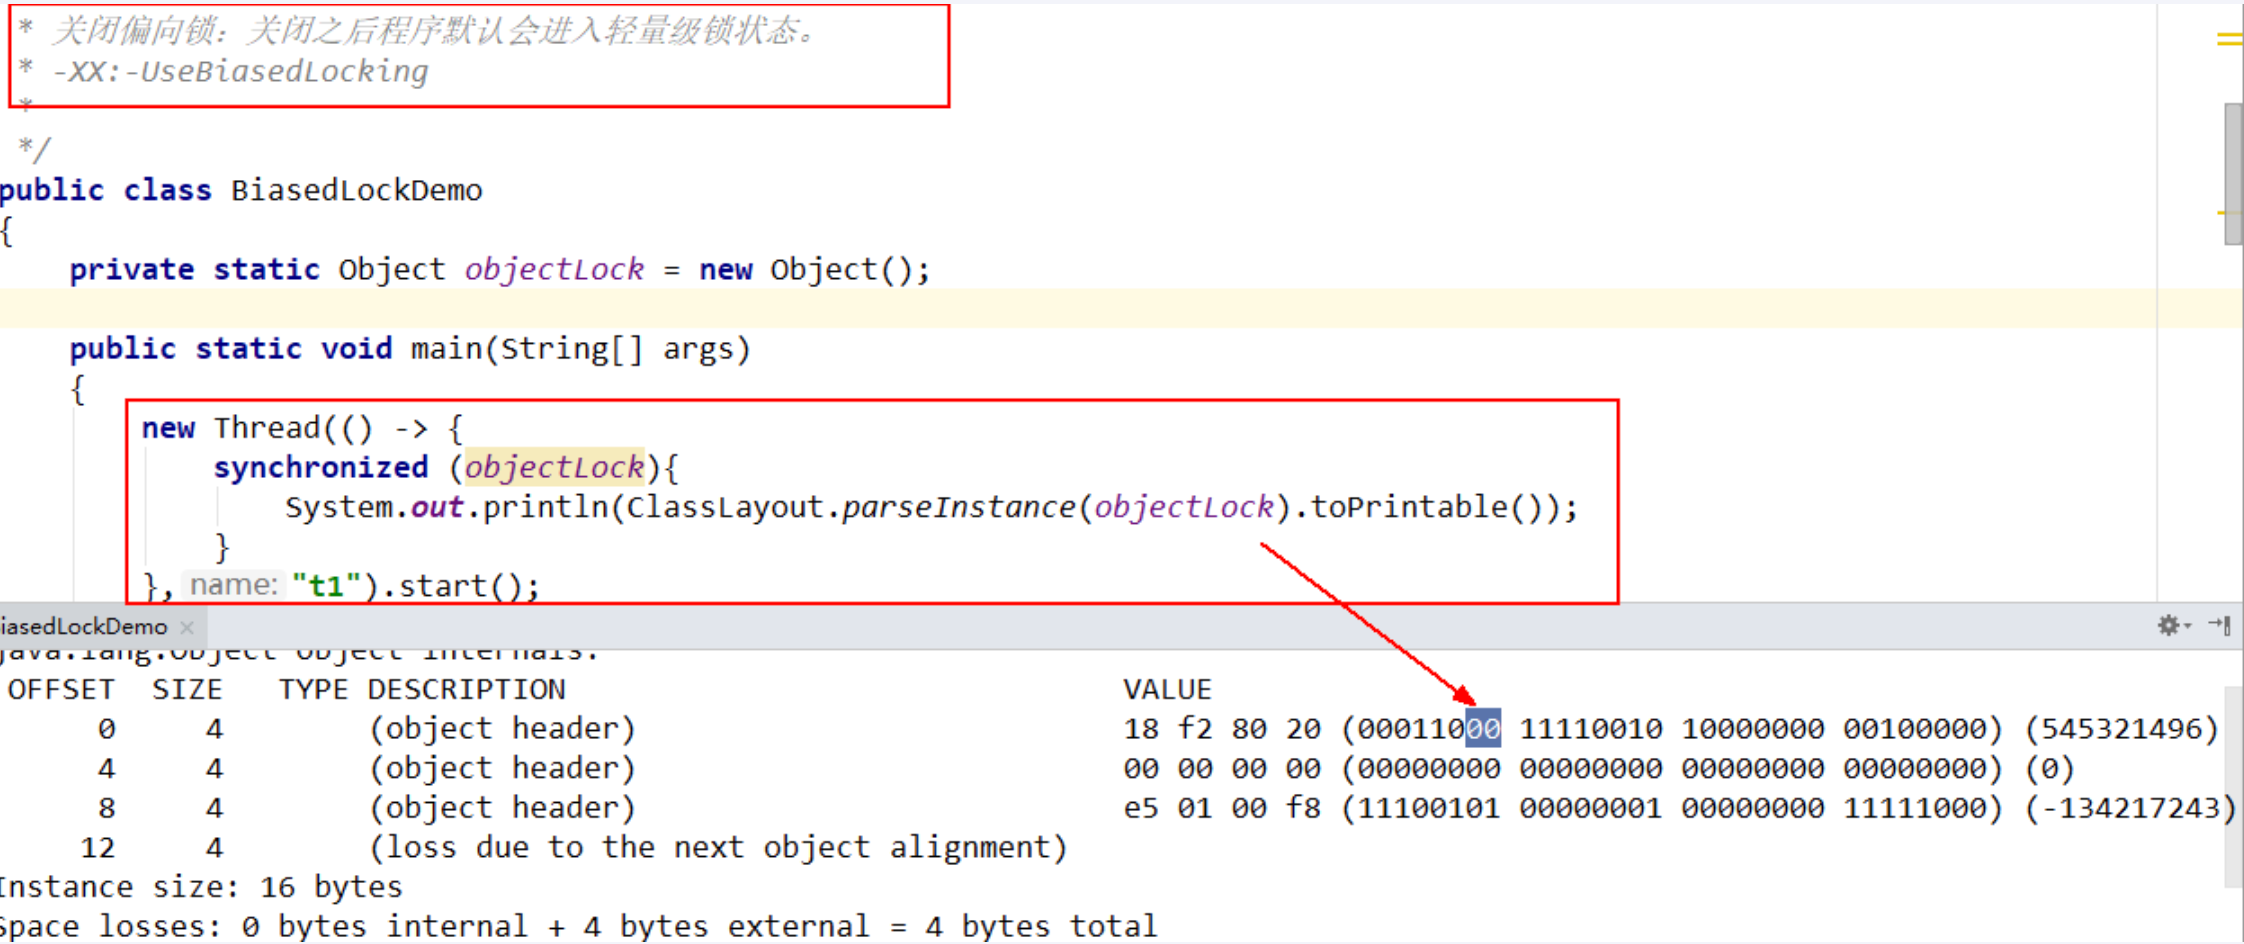 * 关闭偏向锁：关闭之后程序默认会进入轻量级锁状态。
* -XX:-UseBiasedLocking
*
*/
public class BiasedLockDemo
{
private static Object objectLock = new Object();
public static void main(String[] args)
{
new Thread(() -> {
synchronized (objectLock){
System.out.println(ClassLayout.parseInstance(objectLock).toPrintable());
}
}, name: "t1").start();
iasedLockDemo ×
java.lang.Object object internals:
OFFSET SIZE TYPE DESCRIPTION VALUE
0 4 (object header) 18 f2 80 20 (00011000 11110010 10000000 00100000) (545321496)
4 4 (object header) 00 00 00 00 (00000000 00000000 00000000 00000000) (0)
8 4 (object header) e5 01 00 f8 (11100101 00000001 00000000 11111000) (-134217243)
12 4 (loss due to the next object alignment)
Instance size: 16 bytes
Space losses: 0 bytes internal + 4 bytes external = 4 bytes total